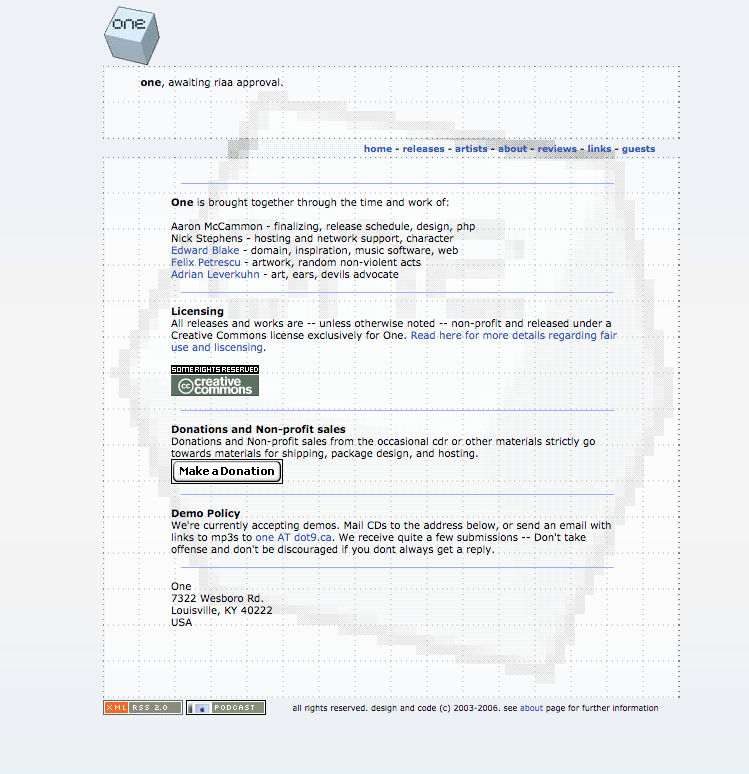 one
one, awaiting riaa approval.
home - releases - artists - about - reviews - links - guests
One is brought together through the time and work of:
Aaron McCammon - finalizing, release schedule, design, php
Nick Stephens - hosting and network support, character
Edward Blake - domain, inspiration, music software, web
Felix Petrescu - artwork, random non-violent acts
Adrian Leverkuhn - art, ears, devils advocate
Licensing
All releases and works are -- unless otherwise noted -- non-profit and released under a
Creative Commons license exclusively for One. Read here for more details regarding fair
use and liscensing.
SOME RIGHTS RESERVED
cc creative
commons
Donations and Non-profit sales
Donations and Non-profit sales from the occasional cdr or other materials strictly go
towards materials for shipping, package design, and hosting.
Make a Donation
Demo Policy
We're currently accepting demos. Mail CDs to the address below, or send an email with
links to mp3s to one AT dot9.ca. We receive quite a few submissions -- Don't take
offense and don't be discouraged if you dont always get a reply.
One
7322 Wesboro Rd.
Louisville, KY 40222
USA
XML RSS 2.0 PODCAST all rights reserved. design and code (c) 2003-2006. see about page for further information